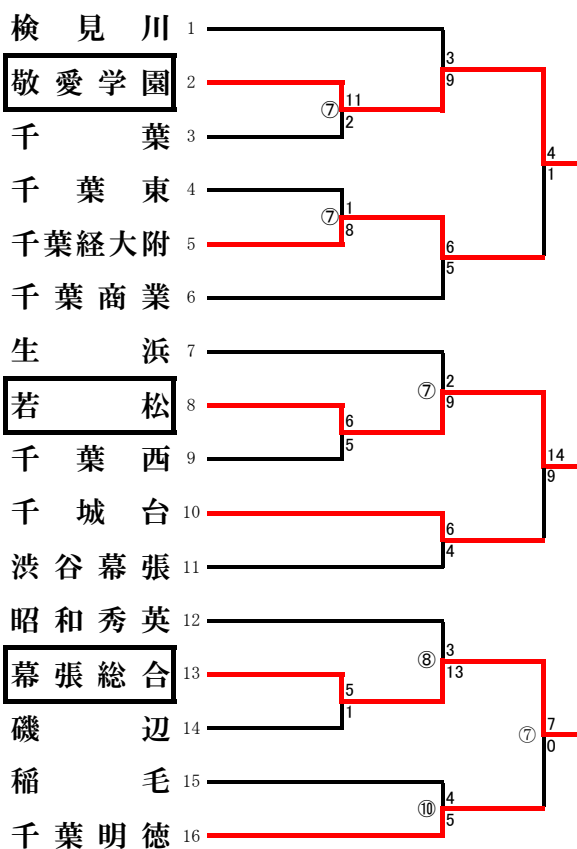 検見川 1
敬愛学園 2
千葉 3
千葉東 4
千葉経大附 5
千葉商業 6
生浜 7
若松 8
千葉西 9
千城台 10
渋谷幕張 11
昭和秀英 12
幕張総合 13
磯辺 14
稲毛 15
千葉明徳 16
⑦ 11
2
⑦ 1
8
6
5
5
1
3
9
6
5
⑦ 2
9
6
4
⑧ 3
13
⑩ 4
5
4
1
14
9
⑦ 7
0